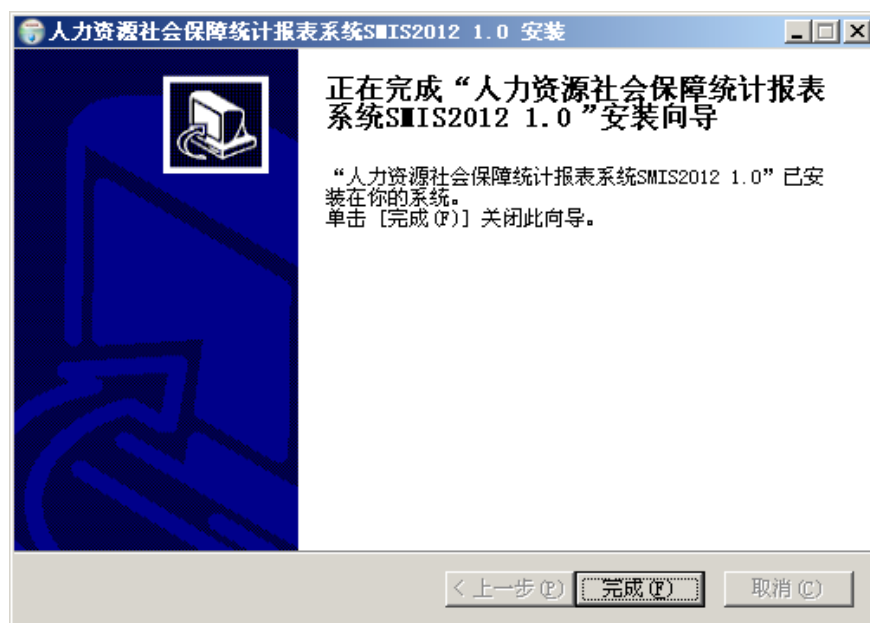 人力资源社会保障统计报表系统SMIS2012 1.0 安装
正在完成“人力资源社会保障统计报表
系统SMIS2012 1.0”安装向导
“人力资源社会保障统计报表系统SMIS2012 1.0”已安
装在你的系统。
单击 [完成(F)] 关闭此向导。
< 上一步(P) 完成(F) 取消(C)